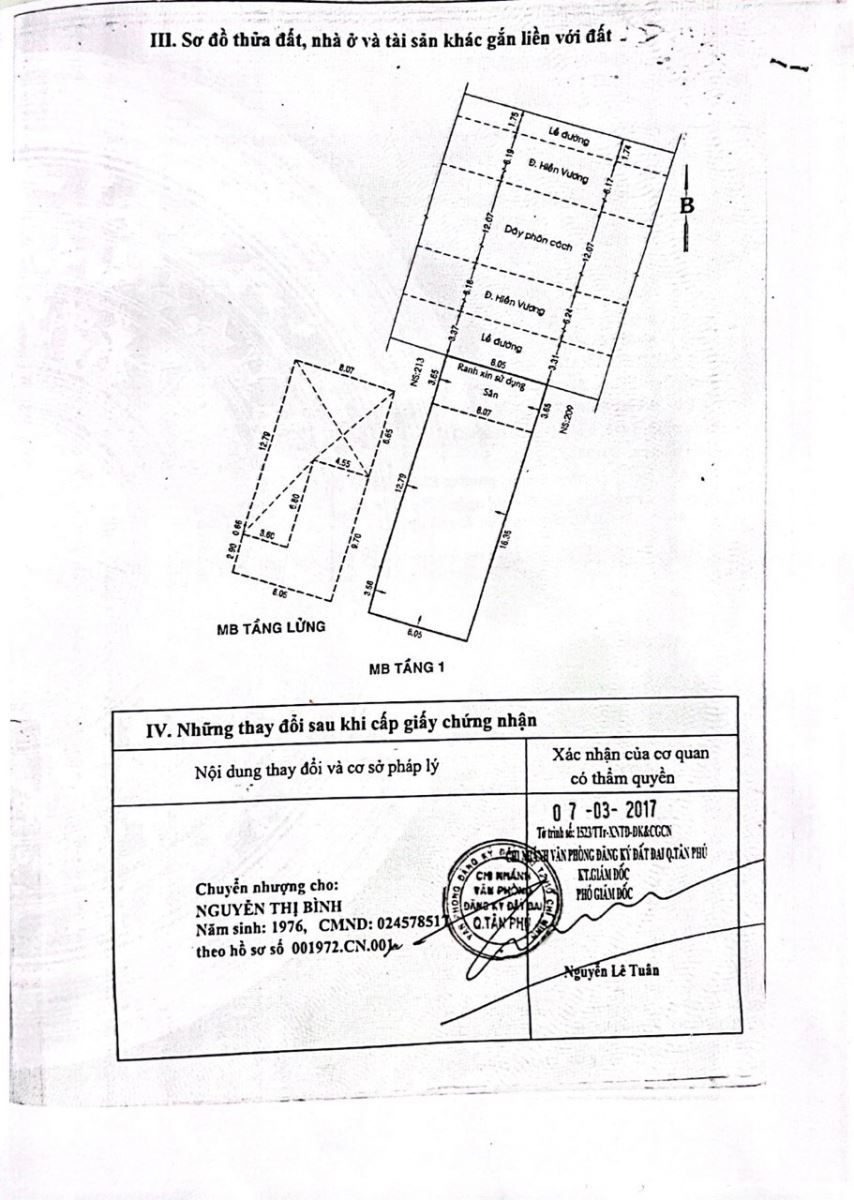 III. Sơ đồ thửa đất, nhà ở và tài sản khác gắn liền với đất
1.75
Lề đường
1.74
6.19
Đ. Hiền Vương
6.17
B
12.07
Dãy phân cách
12.07
6.16
Đ. Hiền Vương
6.24
3.37
Lề đường
3.31
6.05
NS:213
3.65
Ranh xin sử dụng
Sân
6.07
3.65
NS:209
6.07
12.79
6.65
4.55
6.80
0.66
3.60
2.90
9.70
6.05
12.79
16.35
3.58
6.05
MB TẦNG LỬNG
MB TẦNG 1
IV. Những thay đổi sau khi cấp giấy chứng nhận
Nội dung thay đổi và cơ sở pháp lý
Xác nhận của cơ quan
có thẩm quyền
07-03-2017
Tờ trình số: 1523TTr-XNTD-ĐK&CGCN
CHI NHÁNH VĂN PHÒNG ĐĂNG KÝ ĐẤT ĐAI Q.TÂN PHÚ
KT.GIÁM ĐỐC
PHÓ GIÁM ĐỐC
CHI NHÁNH
VĂN PHÒNG
ĐĂNG KÝ ĐẤT ĐAI
Q.TÂN PHÚ
Chuyển nhượng cho:
NGUYỄN THỊ BÌNH
Năm sinh: 1976, CMND: 024578517
theo hồ sơ số 001972.CN.001
Nguyễn Lê Tuân